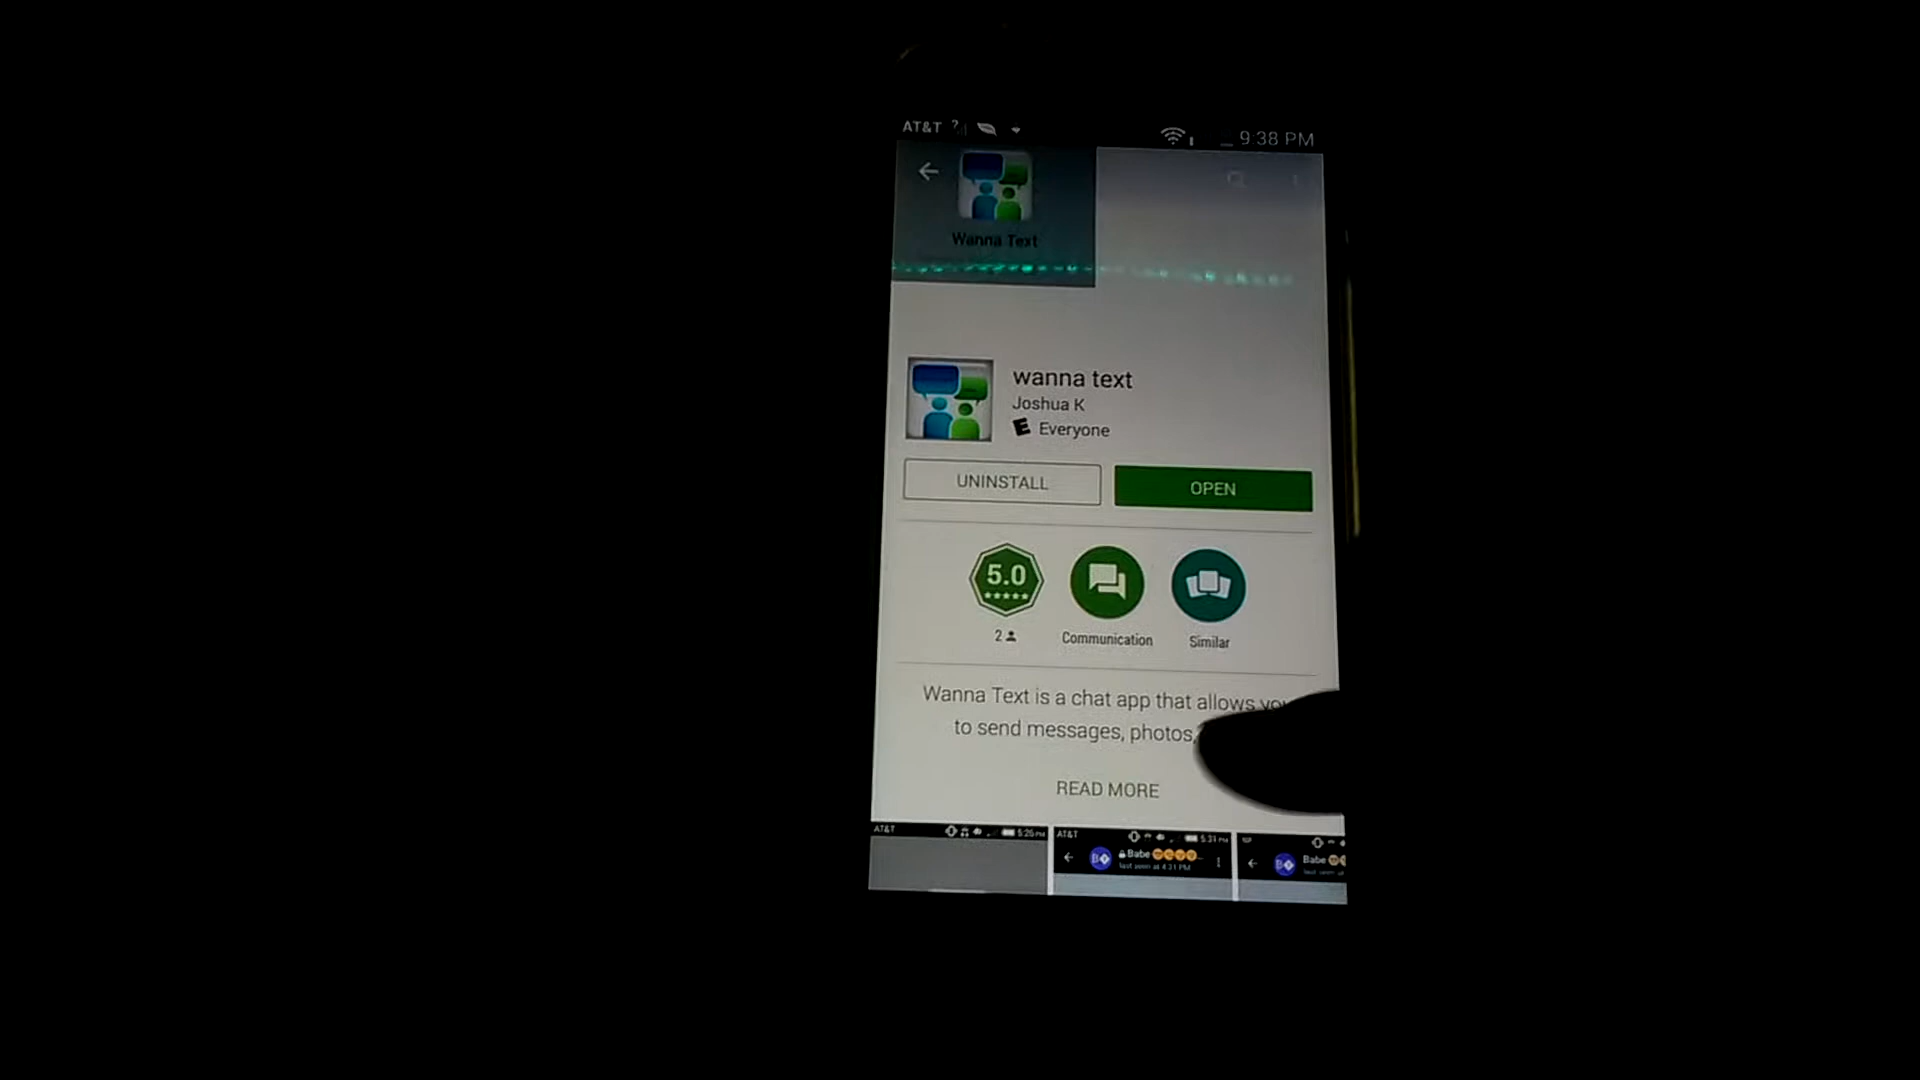 AT&T ? 9:38 PM
Wanna Text
wanna text
Joshua K
E Everyone
UNINSTALL
OPEN
5.0
2
Communication
Similar
Wanna Text is a chat app that allows you
to send messages, photos,
READ MORE
AT&T 5:26 PM
AT&T 5:31 PM
Babe
last seen at 4:31 PM
Babe
last seen